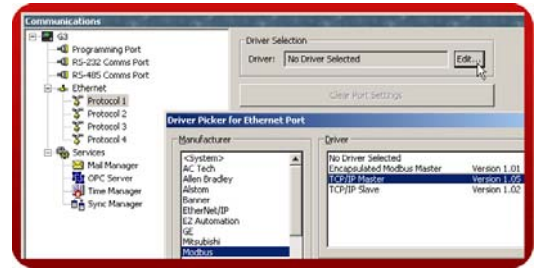 Communications
G3
Programming Port
RS-232 Comms Port
RS-485 Comms Port
Ethernet
Protocol 1
Protocol 2
Protocol 3
Protocol 4
Services
Mail Manager
OPC Server
Time Manager
Sync Manager
Driver Selection
Driver: No Driver Selected Edit...
Clear Port Settings
Driver Picker for Ethernet Port
Manufacturer
<System>
AC Tech
Allen Bradley
Alstom
Banner
EtherNet/IP
EZ Automation
GE
Mitsubishi
Modbus
Driver
No Driver Selected
Encapsulated Modbus Master Version 1.01
TCP/IP Master Version 1.05
TCP/IP Slave Version 1.02